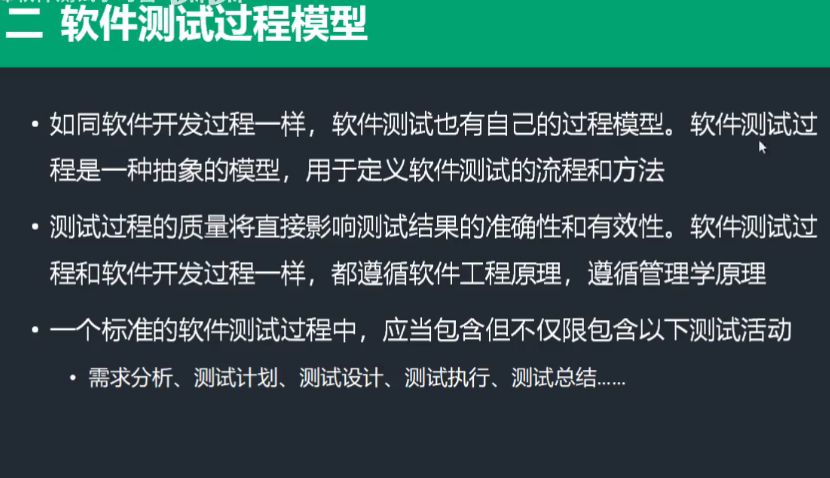 二 软件测试过程模型
• 如同软件开发过程一样，软件测试也有自己的过程模型。软件测试过
程是一种抽象的模型，用于定义软件测试的流程和方法
• 测试过程的质量将直接影响测试结果的准确性和有效性。软件测试过
程和软件开发过程一样，都遵循软件工程原理，遵循管理学原理
• 一个标准的软件测试过程中，应当包含但不仅限包含以下测试活动
• 需求分析、测试计划、测试设计、测试执行、测试总结......